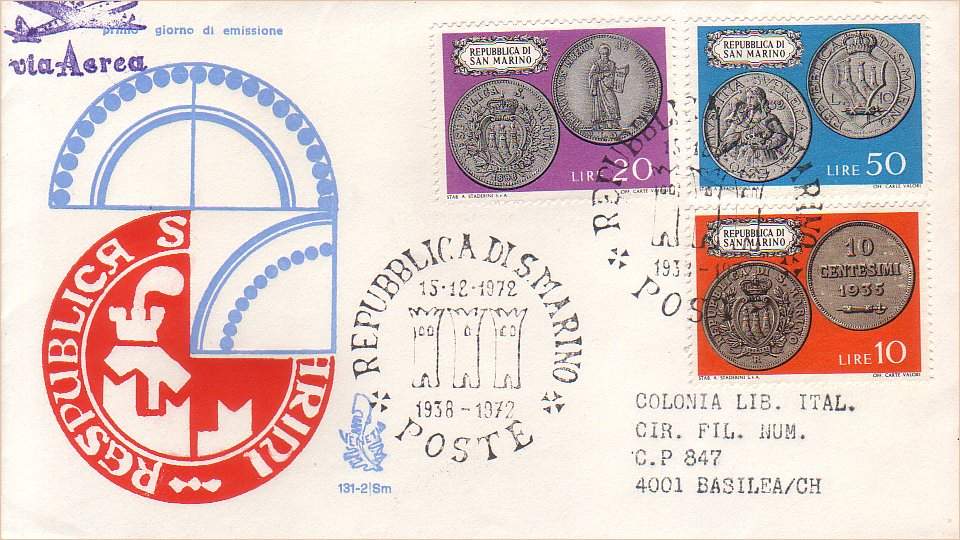 primo giorno di emissione
via Aerea
REPUBBLICA DI
SAN MARINO
LIRE 20
STAB. A. STADERINI S.p.A.
OFF. CARTE VALORI
REPUBBLICA DI
SAN MARINO
LIRE 50
OFF. CARTE VALORI
REPUBBLICA DI
SAN MARINO
10
CENTESIMI
1935
LIRE 10
STAB. A. STADERINI S.p.A.
OFF. CARTE VALORI
REPUBBLICA DI S. MARINO
15-12-1972
1938-1972
POSTE
RESPUBLICA S
ARINI
131-2|Sm
COLONIA LIB. ITAL.
CIR. FIL. NUM.
C.P 847
4001 BASILEA/CH